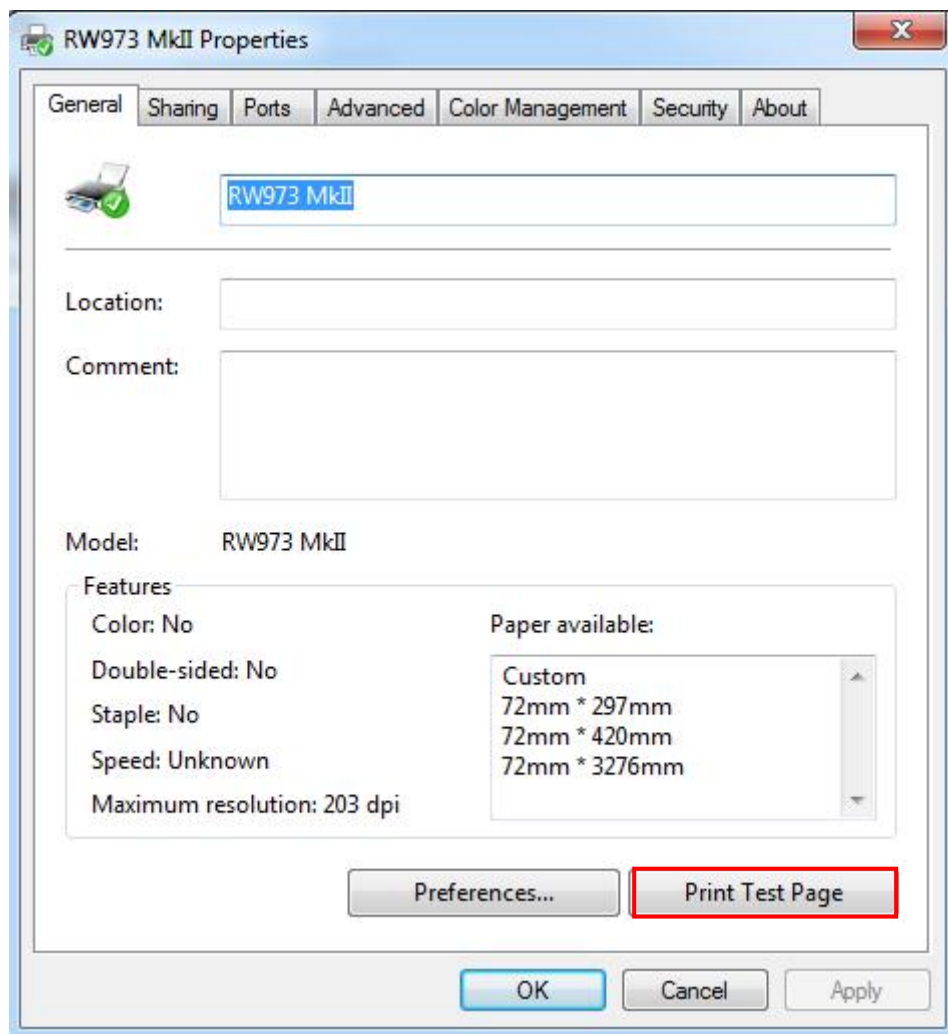 RW973 MkII Properties
General Sharing Ports Advanced Color Management Security About
RW973 MkII
Location:
Comment:
Model: RW973 MkII
Features
Color: No
Double-sided: No
Staple: No
Speed: Unknown
Maximum resolution: 203 dpi
Paper available:
Custom
72mm * 297mm
72mm * 420mm
72mm * 3276mm
Preferences... Print Test Page
OK Cancel Apply